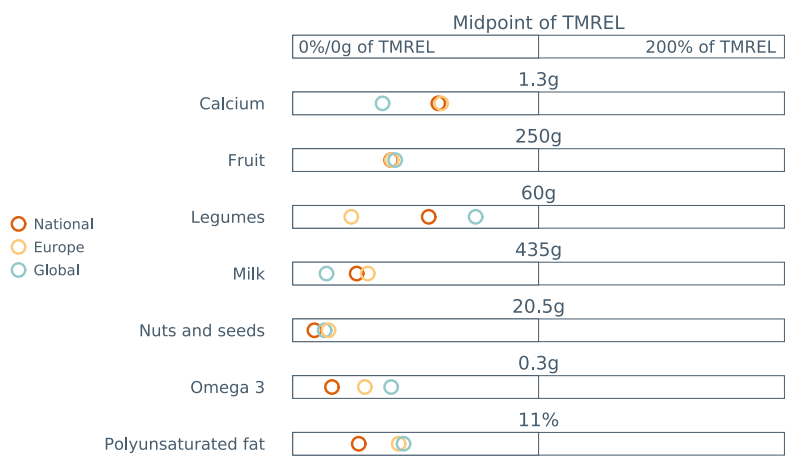 Midpoint of TMREL
0%/0g of TMREL 200% of TMREL
1.3g
Calcium
250g
Fruit
60g
Legumes
National
Europe
Global
435g
Milk
20.5g
Nuts and seeds
0.3g
Omega 3
11%
Polyunsaturated fat